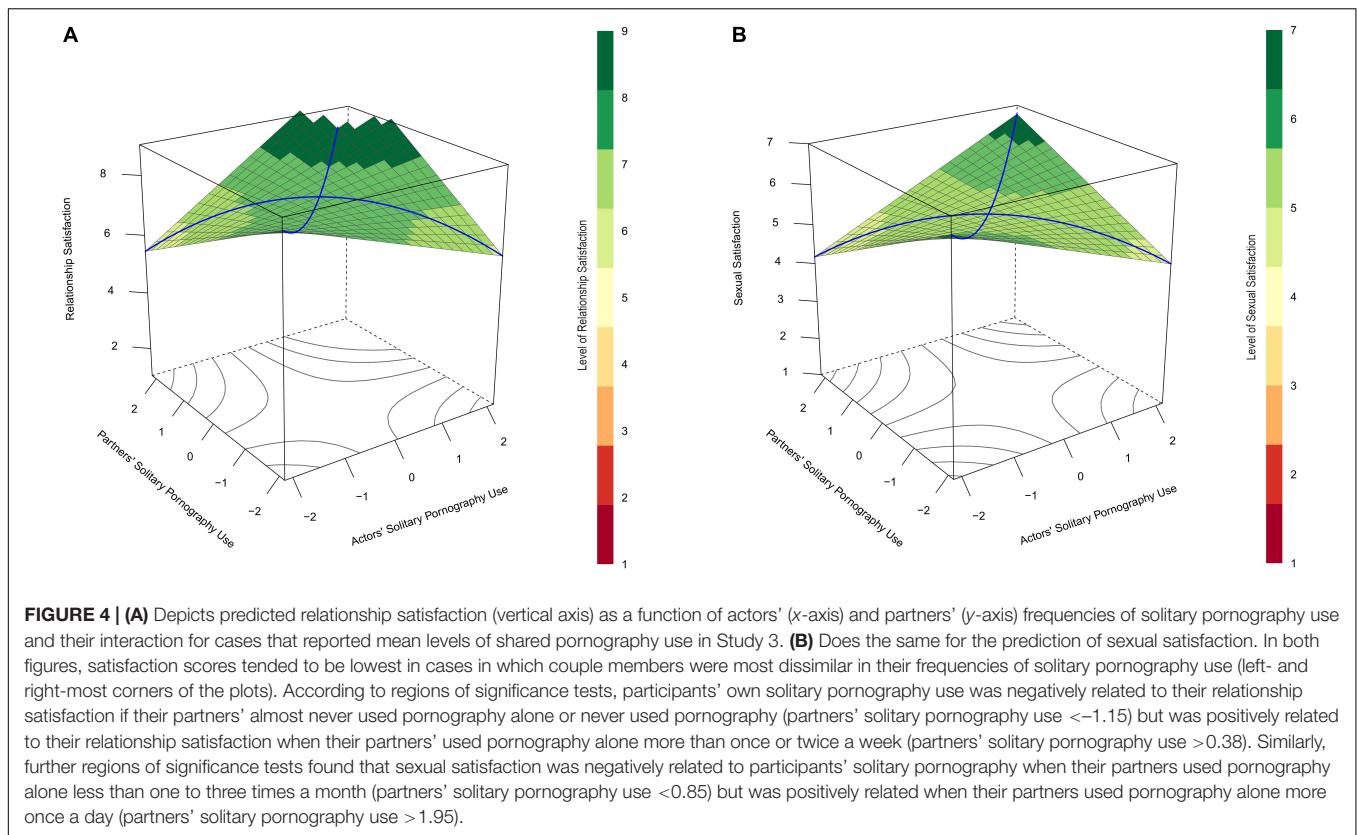 A
B
9
8
7
6
5
4
3
2
1
Level of Relationship Satisfaction
8
6
4
2
Relationship Satisfaction
2
1
0
−1
−2
Partners' Solitary Pornography Use
−2
−1
0
1
2
Actors' Solitary Pornography Use
7
6
5
4
3
2
1
Level of Sexual Satisfaction
7
6
5
4
3
2
1
Sexual Satisfaction
2
1
0
−1
−2
Partners' Solitary Pornography Use
−2
−1
0
1
2
Actors' Solitary Pornography Use
FIGURE 4 | (A) Depicts predicted relationship satisfaction (vertical axis) as a function of actors' (x-axis) and partners' (y-axis) frequencies of solitary pornography use
and their interaction for cases that reported mean levels of shared pornography use in Study 3. (B) Does the same for the prediction of sexual satisfaction. In both
figures, satisfaction scores tended to be lowest in cases in which couple members were most dissimilar in their frequencies of solitary pornography use (left- and
right-most corners of the plots). According to regions of significance tests, participants' own solitary pornography use was negatively related to their relationship
satisfaction if their partners' almost never used pornography alone or never used pornography (partners' solitary pornography use <–1.15) but was positively related
to their relationship satisfaction when their partners' used pornography alone more than once or twice a week (partners' solitary pornography use >0.38). Similarly,
further regions of significance tests found that sexual satisfaction was negatively related to participants' solitary pornography when their partners used pornography
alone less than one to three times a month (partners' solitary pornography use <0.85) but was positively related when their partners used pornography alone more
once a day (partners' solitary pornography use >1.95).